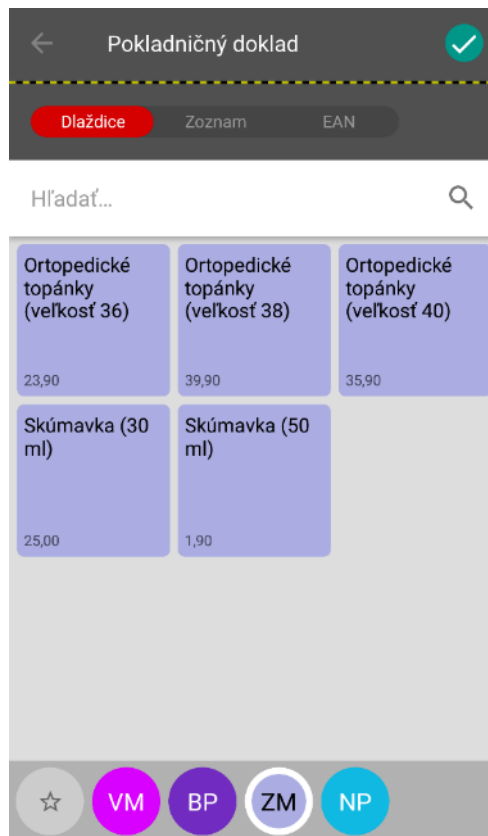 Pokladničný doklad
Dlaždice
Zoznam
EAN
Hľadať...
Ortopedické
topánky
(veľkosť 36)
23,90
Ortopedické
topánky
(veľkosť 38)
39,90
Ortopedické
topánky
(veľkosť 40)
35,90
Skúmavka (30
ml)
25,00
Skúmavka (50
ml)
1,90
VM
BP
ZM
NP